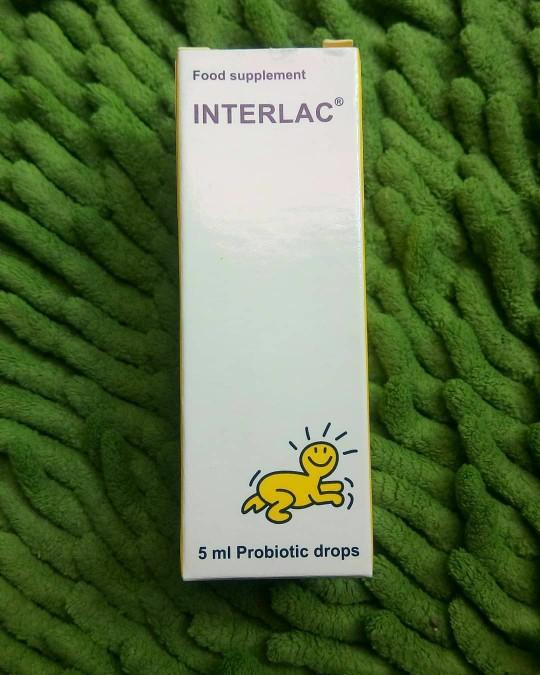 Food supplement
INTERLAC®
5 ml Probiotic drops